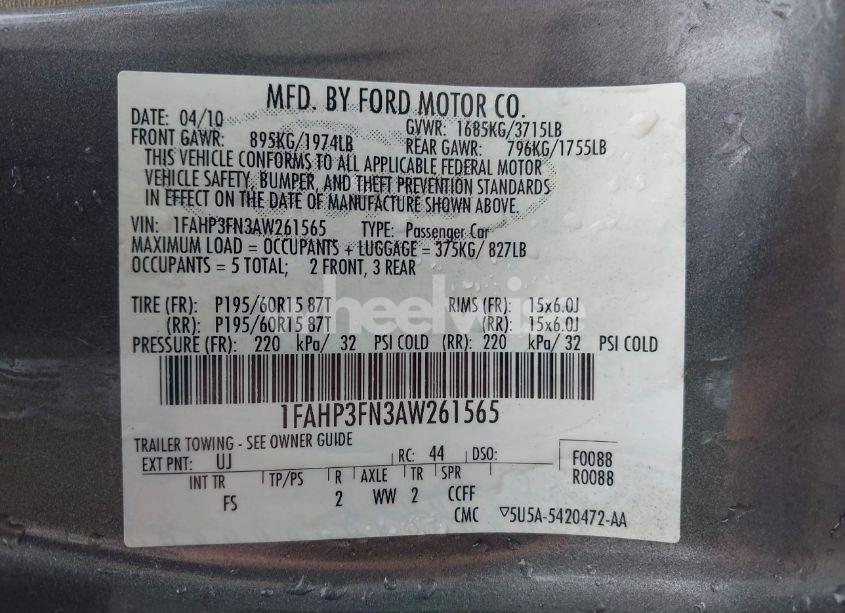 MFD. BY FORD MOTOR CO.
DATE: 04/10 GVWR: 1685KG/3715LB
FRONT GAWR: 895KG/1974LB REAR GAWR: 796KG/1755LB
THIS VEHICLE CONFORMS TO ALL APPLICABLE FEDERAL MOTOR
VEHICLE SAFETY, BUMPER, AND THEFT PREVENTION STANDARDS
IN EFFECT ON THE DATE OF MANUFACTURE SHOWN ABOVE.
VIN: 1FAHP3FN3AW261565 TYPE: Passenger Car
MAXIMUM LOAD = OCCUPANTS + LUGGAGE = 375KG/ 827LB
OCCUPANTS = 5 TOTAL; 2 FRONT, 3 REAR
TIRE (FR): P195/60R15 87T RIMS (FR): 15x6.0J
(RR): P195/60R15 87T (RR): 15x6.0J
heelwise
PRESSURE (FR): 220 kPa/ 32 PSI COLD (RR): 220 kPa/ 32 PSI COLD
1FAHP3FN3AW261565
TRAILER TOWING - SEE OWNER GUIDE
EXT PNT: UJ RC: 44 DSO: F0088
INT TR TP/PS R AXLE TR SPR R0088
FS 2 WW 2 CCFF
CMC ▽5U5A-5420472-AA